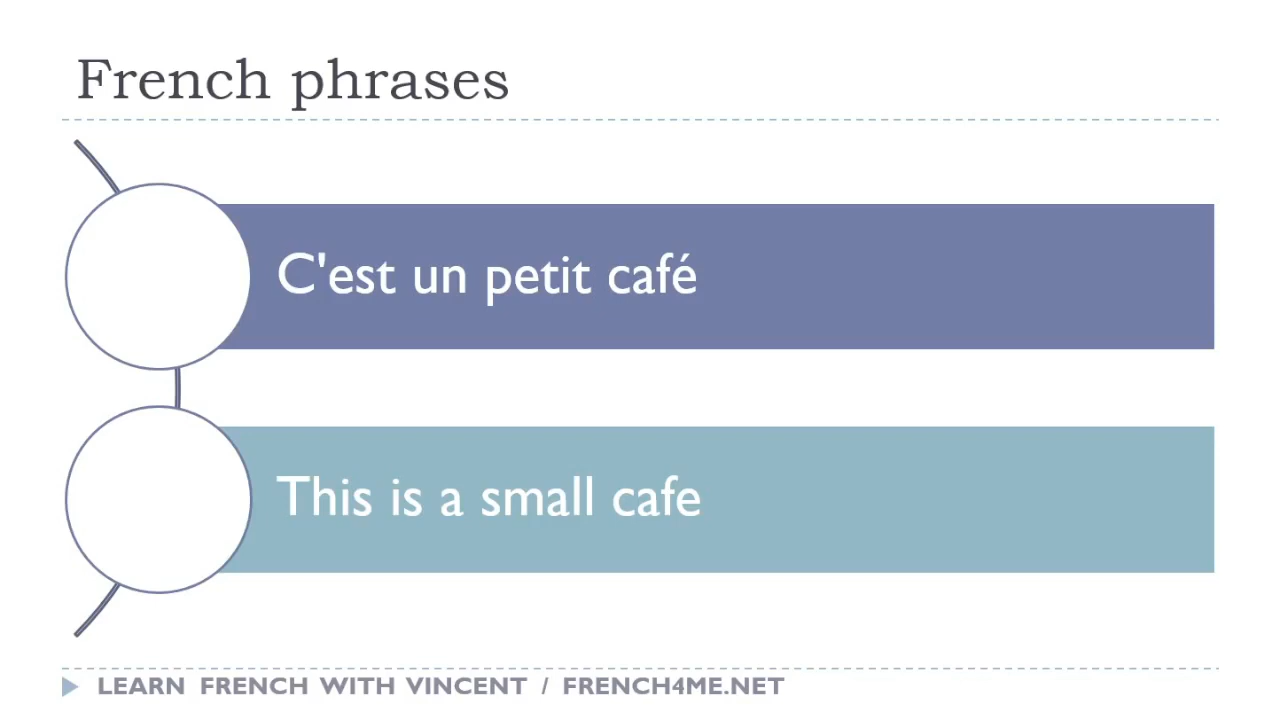 French phrases
C'est un petit café
This is a small cafe
LEARN FRENCH WITH VINCENT / FRENCH4ME.NET